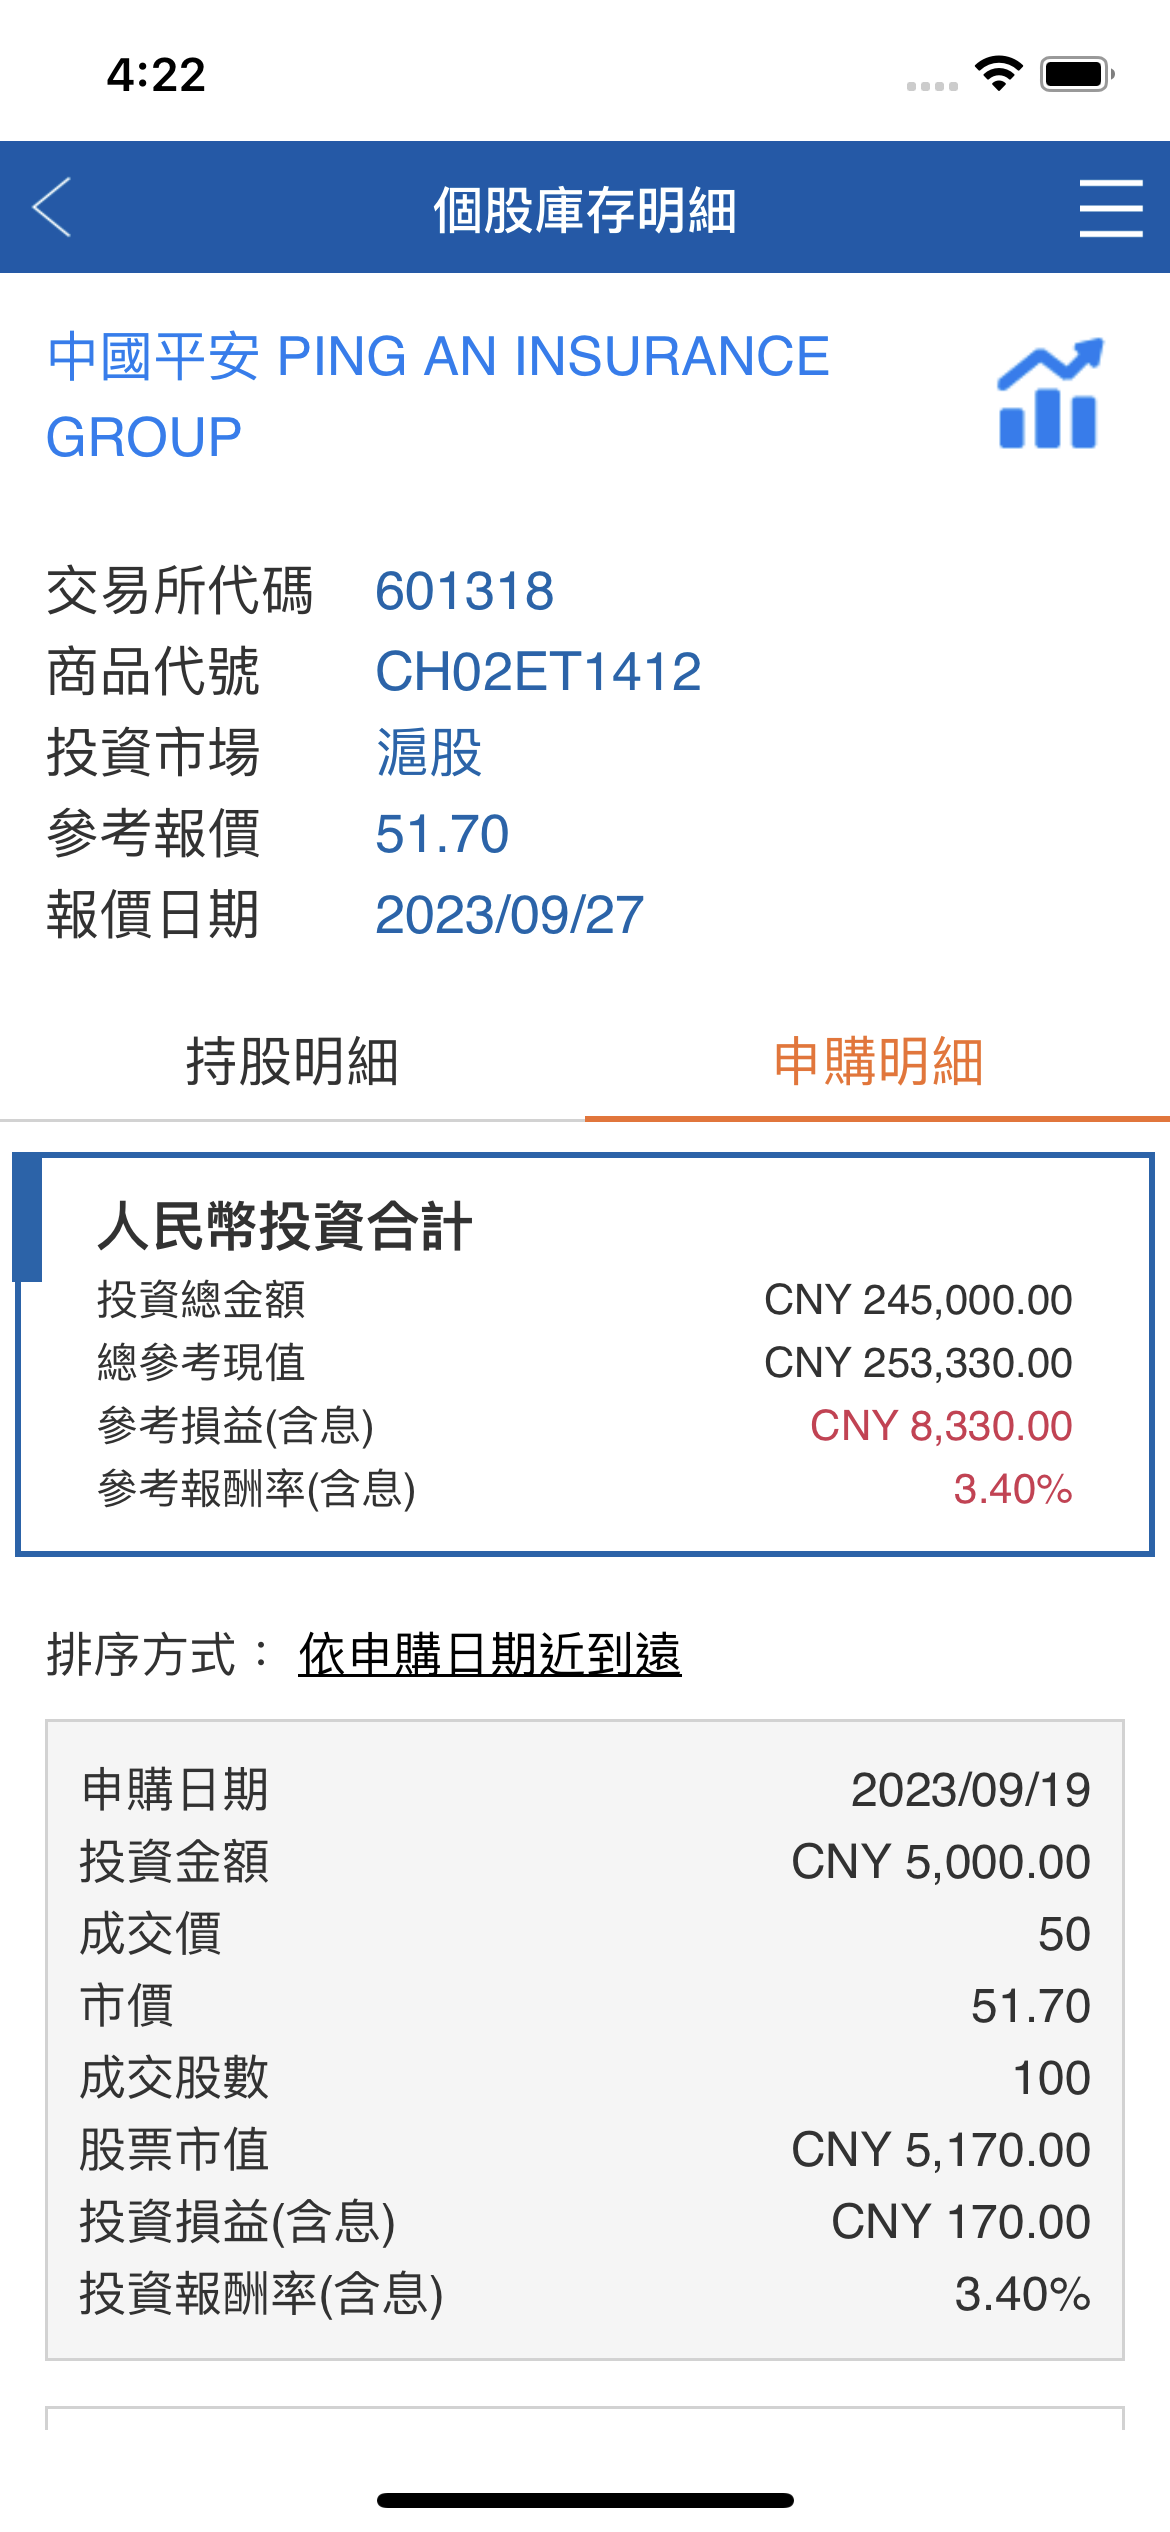 4:22
個股庫存明細
中國平安 PING AN INSURANCE
GROUP
交易所代碼 601318
商品代號 CH02ET1412
投資市場 滬股
參考報價 51.70
報價日期 2023/09/27
持股明細 申購明細
人民幣投資合計
投資總金額 CNY 245,000.00
總參考現值 CNY 253,330.00
參考損益(含息) CNY 8,330.00
參考報酬率(含息) 3.40%
排序方式： 依申購日期近到遠
申購日期 2023/09/19
投資金額 CNY 5,000.00
成交價 50
市價 51.70
成交股數 100
股票市值 CNY 5,170.00
投資損益(含息) CNY 170.00
投資報酬率(含息) 3.40%